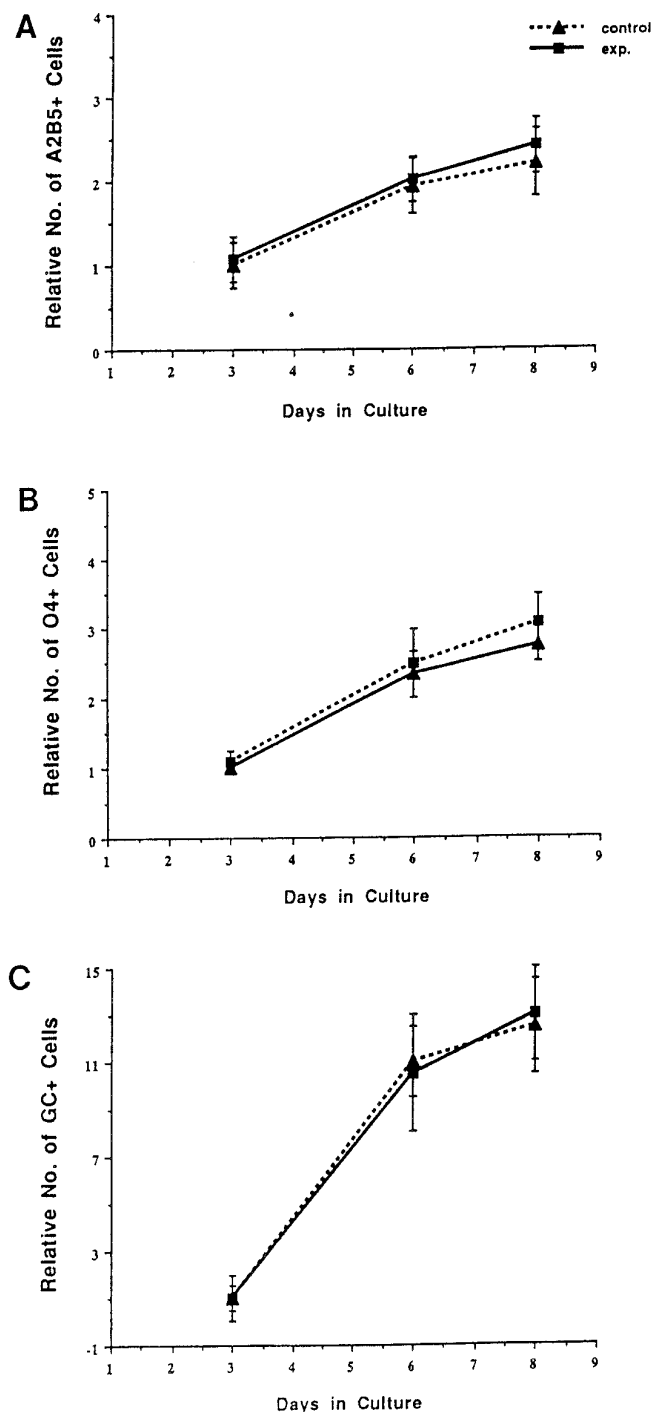 A
control
exp.
Relative No. of A2B5+ Cells
4
3
2
1
0
1 2 3 4 5 6 7 8 9
Days in Culture
B
Relative No. of O4+ Cells
5
4
3
2
1
0
1 2 3 4 5 6 7 8 9
Days in Culture
C
Relative No. of GC+ Cells
15
11
7
3
-1
1 2 3 4 5 6 7 8 9
Days in Culture